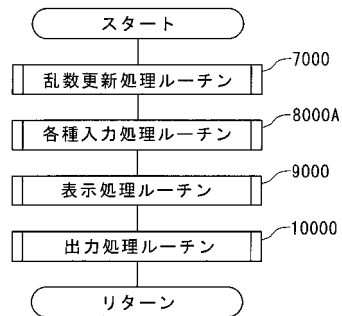 スタート
7000
乱数更新処理ルーチン
8000A
各種入力処理ルーチン
9000
表示処理ルーチン
10000
出力処理ルーチン
リターン